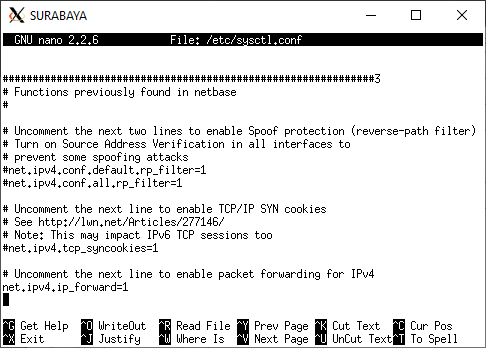 SURABAYA
GNU nano 2.2.6 File: /etc/sysctl.conf
##############################################################3
# Functions previously found in netbase
#
# Uncomment the next two lines to enable Spoof protection (reverse-path filter)
# Turn on Source Address Verification in all interfaces to
# prevent some spoofing attacks
#net.ipv4.conf.default.rp_filter=1
#net.ipv4.conf.all.rp_filter=1
# Uncomment the next line to enable TCP/IP SYN cookies
# See http://lwn.net/Articles/277146/
# Note: This may impact IPv6 TCP sessions too
#net.ipv4.tcp_syncookies=1
# Uncomment the next line to enable packet forwarding for IPv4
net.ipv4.ip_forward=1
^G Get Help ^O WriteOut ^R Read File ^Y Prev Page ^K Cut Text ^C Cur Pos
^X Exit ^J Justify ^W Where Is ^V Next Page ^U UnCut Text ^T To Spell